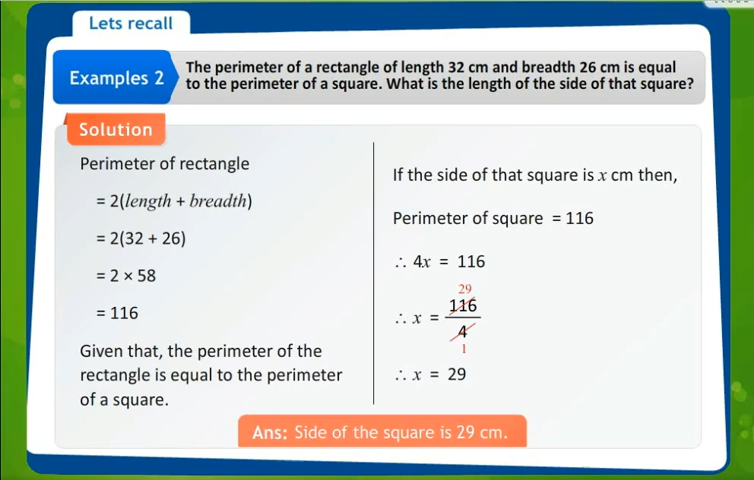 Lets recall
Examples 2
The perimeter of a rectangle of length 32 cm and breadth 26 cm is equal
to the perimeter of a square. What is the length of the side of that square?
Solution
Perimeter of rectangle
= 2(length + breadth)
= 2(32 + 26)
= 2 × 58
= 116
Given that, the perimeter of the
rectangle is equal to the perimeter
of a square.
If the side of that square is x cm then,
Perimeter of square = 116
∴ 4x = 116
29
116
∴ x =
4
1
∴ x = 29
Ans: Side of the square is 29 cm.